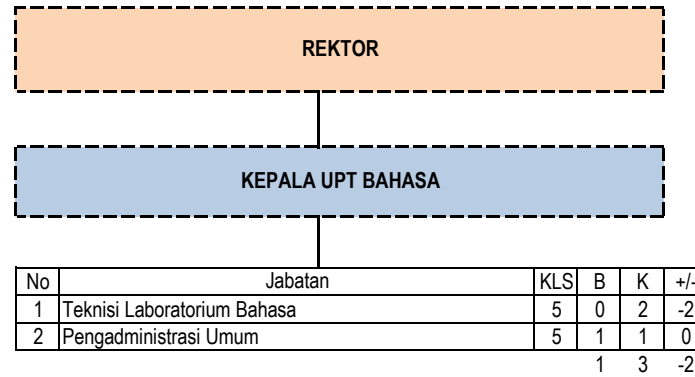 REKTOR
KEPALA UPT BAHASA
No Jabatan KLS B K +/-
1 Teknisi Laboratorium Bahasa 5 0 2 -2
2 Pengadministrasi Umum 5 1 1 0
1 3 -2